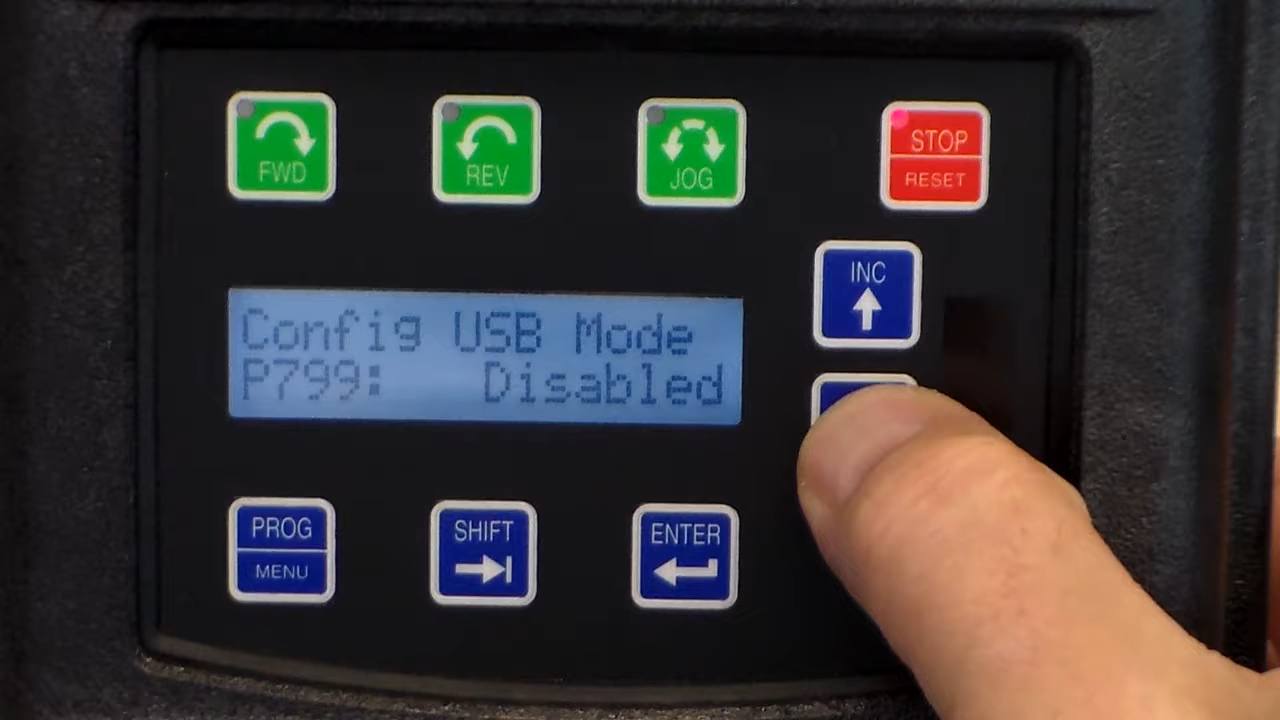 FWD
REV
JOG
STOP
RESET
INC
Config USB Mode
P799: Disabled
PROG
MENU
SHIFT
ENTER